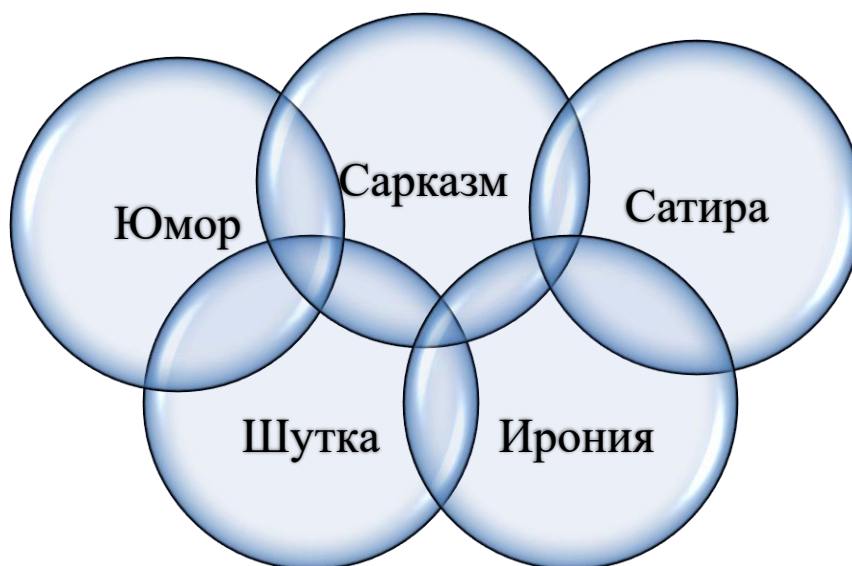 Юмор
Сарказм
Сатира
Шутка
Ирония